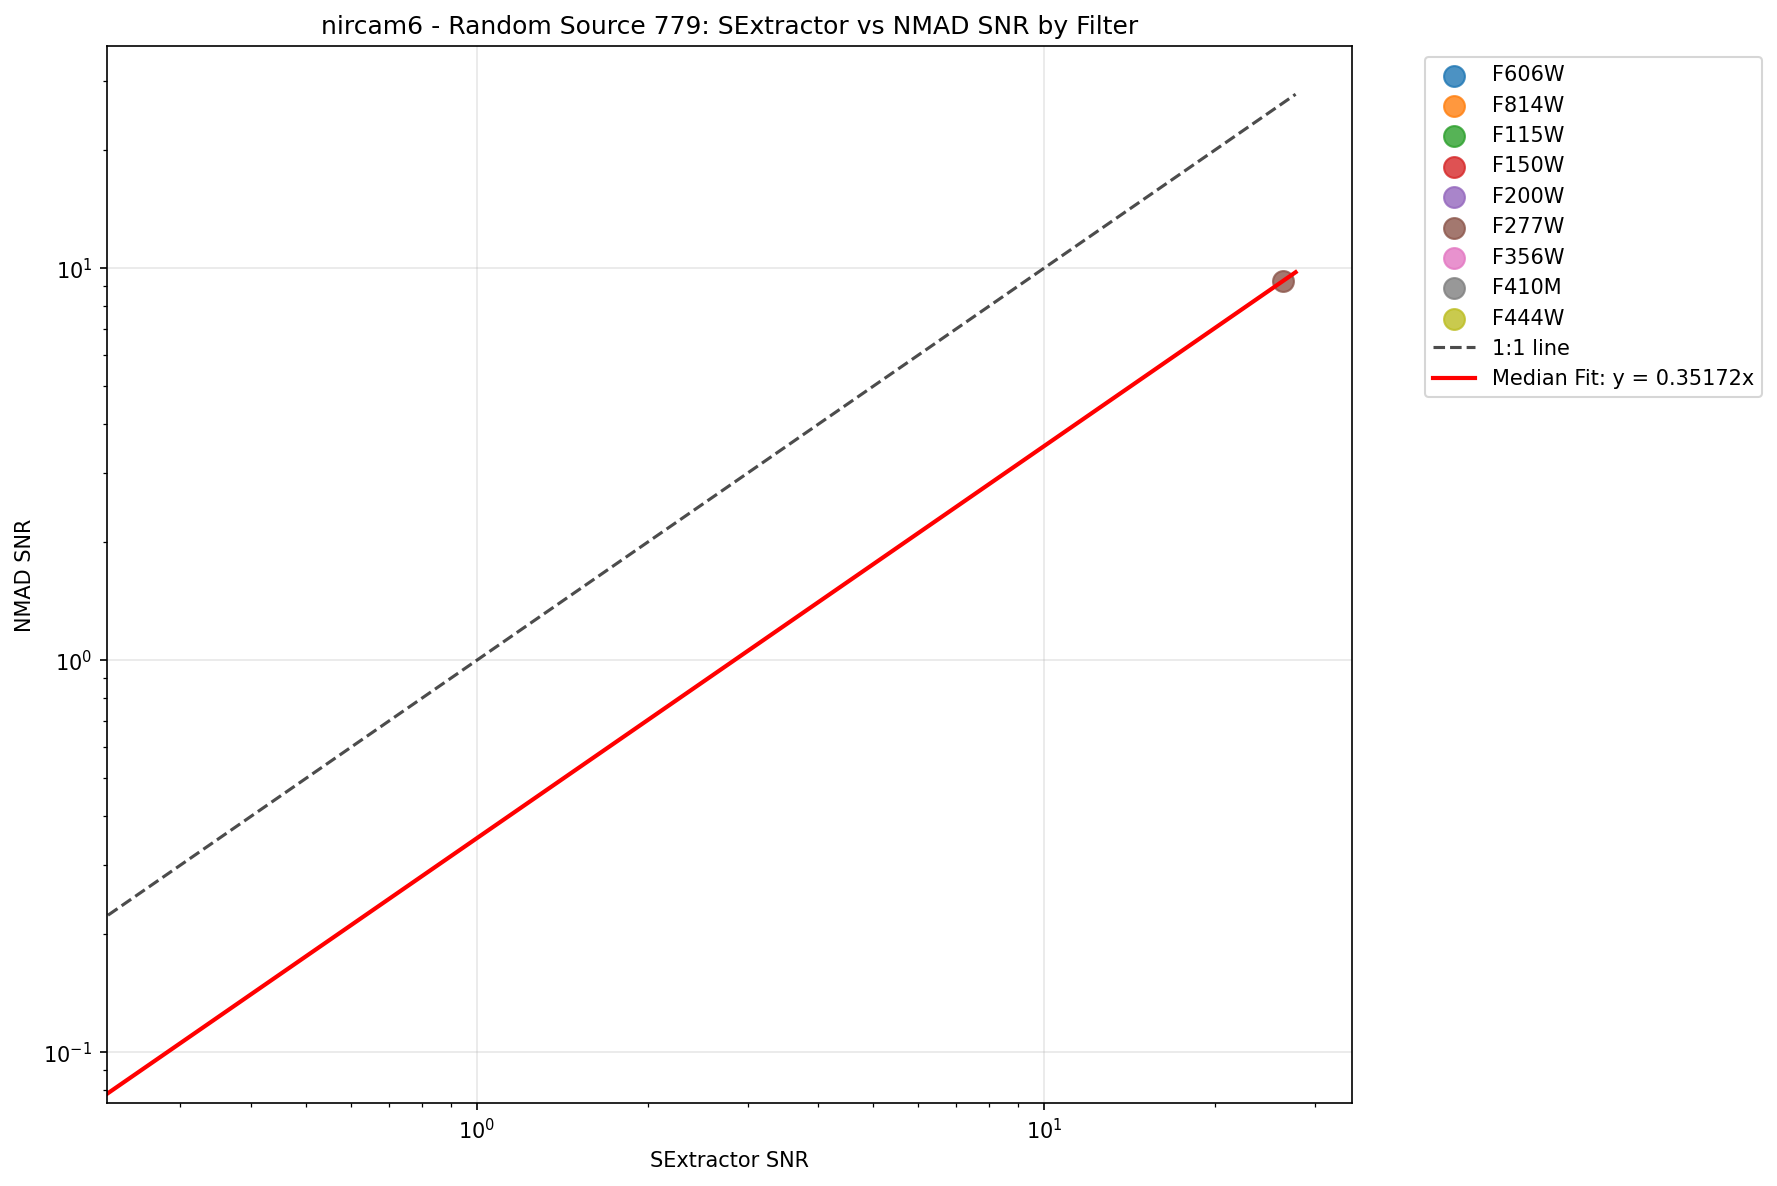 nircam6 - Random Source 779: SExtractor vs NMAD SNR by Filter
F606W
F814W
F115W
F150W
F200W
F277W
F356W
F410M
F444W
1:1 line
Median Fit: y = 0.35172x
NMAD SNR
10¹
10⁰
10⁻¹
10⁰
10¹
SExtractor SNR